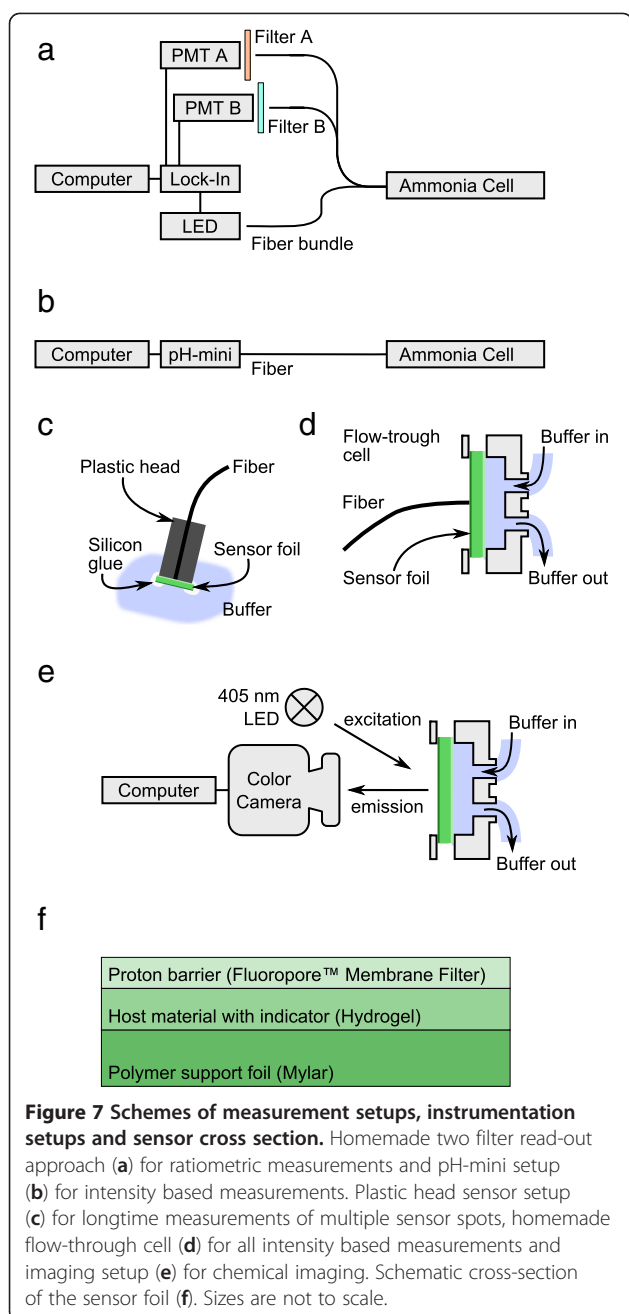 a
PMT A
Filter A
PMT B
Filter B
Computer
Lock-In
Ammonia Cell
LED
Fiber bundle
b
Computer
pH-mini
Fiber
Ammonia Cell
c
Plastic head
Fiber
Silicon
glue
Sensor foil
Buffer
d
Flow-trough
cell
Buffer in
Fiber
Sensor foil
Buffer out
e
405 nm
LED
excitation
Buffer in
Computer
Color
Camera
emission
Buffer out
f
Proton barrier (Fluoropore™ Membrane Filter)
Host material with indicator (Hydrogel)
Polymer support foil (Mylar)
Figure 7 Schemes of measurement setups, instrumentation
setups and sensor cross section. Homemade two filter read-out
approach (a) for ratiometric measurements and pH-mini setup
(b) for intensity based measurements. Plastic head sensor setup
(c) for longtime measurements of multiple sensor spots, homemade
flow-through cell (d) for all intensity based measurements and
imaging setup (e) for chemical imaging. Schematic cross-section
of the sensor foil (f). Sizes are not to scale.